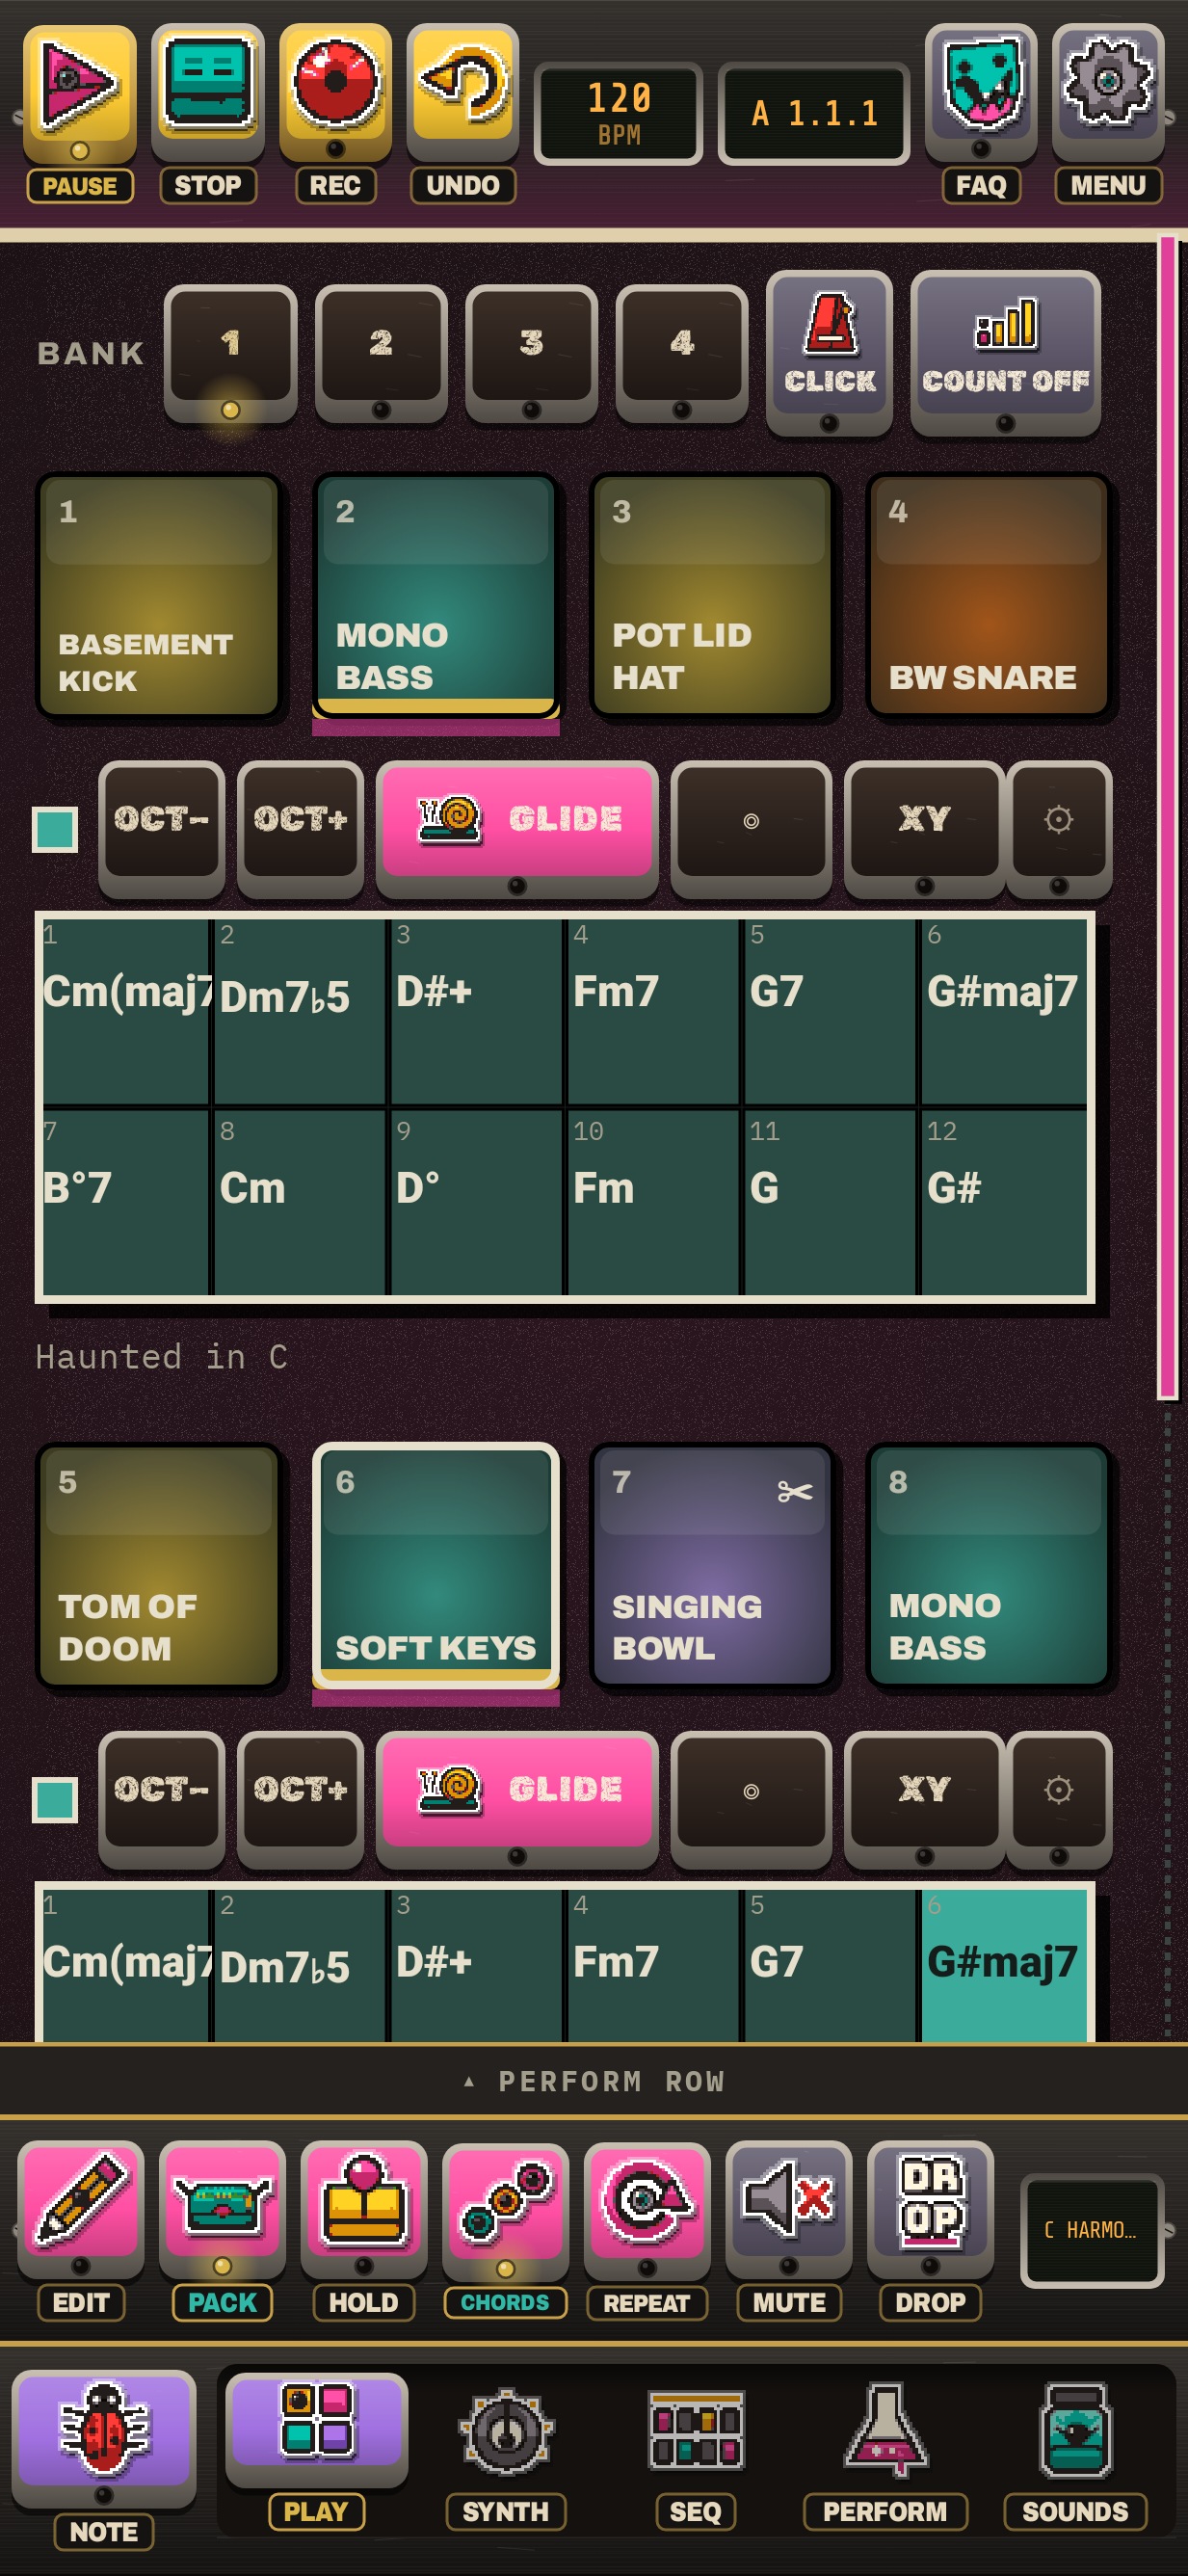 120
BPM
A 1.1.1
PAUSE
STOP
REC
UNDO
FAQ
MENU
BANK
1
2
3
4
CLICK
COUNT OFF
1
BASEMENT
KICK
2
MONO
BASS
3
POT LID
HAT
4
BW SNARE
OCT-
OCT+
GLIDE
XY
1
Cm(maj7
2
Dm7♭5
3
D#+
4
Fm7
5
G7
6
G#maj7
7
B°7
8
Cm
9
D°
10
Fm
11
G
12
G#
Haunted in C
5
TOM OF
DOOM
6
SOFT KEYS
7
SINGING
BOWL
8
MONO
BASS
OCT-
OCT+
GLIDE
XY
1
Cm(maj7
2
Dm7♭5
3
D#+
4
Fm7
5
G7
6
G#maj7
▲ PERFORM ROW
DROP
C HARMO…
EDIT
PACK
HOLD
CHORDS
REPEAT
MUTE
DROP
NOTE
PLAY
SYNTH
SEQ
PERFORM
SOUNDS